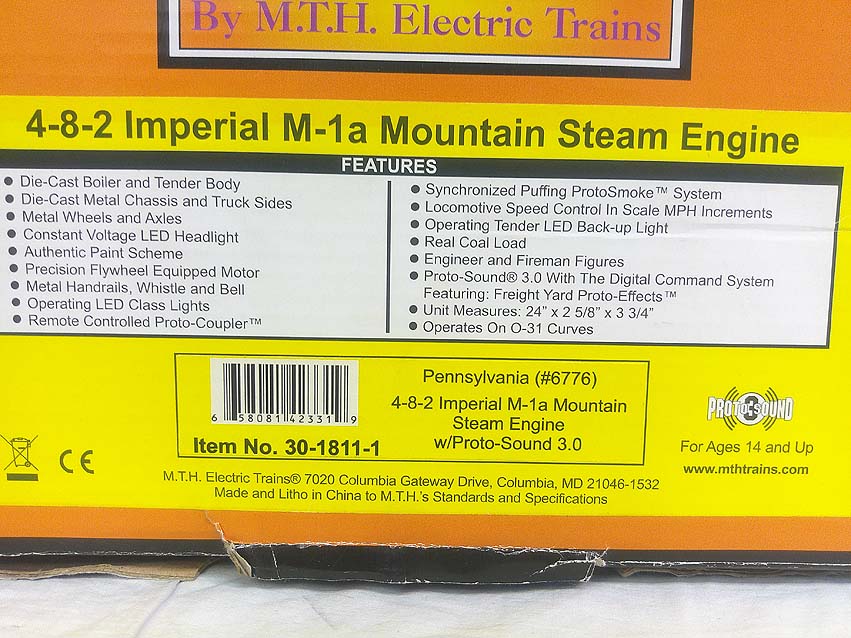 By M.T.H. Electric Trains
4-8-2 Imperial M-1a Mountain Steam Engine
FEATURES
● Die-Cast Boiler and Tender Body
● Die-Cast Metal Chassis and Truck Sides
● Metal Wheels and Axles
● Constant Voltage LED Headlight
● Authentic Paint Scheme
● Precision Flywheel Equipped Motor
● Metal Handrails, Whistle and Bell
● Operating LED Class Lights
● Remote Controlled Proto-Coupler™
● Synchronized Puffing ProtoSmoke™ System
● Locomotive Speed Control In Scale MPH Increments
● Operating Tender LED Back-up Light
● Real Coal Load
● Engineer and Fireman Figures
● Proto-Sound® 3.0 With The Digital Command System
Featuring: Freight Yard Proto-Effects™
● Unit Measures: 24” x 2 5/8” x 3 3/4”
● Operates On O-31 Curves
6 58081 42331 9
Item No. 30-1811-1
Pennsylvania (#6776)
4-8-2 Imperial M-1a Mountain
Steam Engine
w/Proto-Sound 3.0
PROTO-SOUND 3
For Ages 14 and Up
www.mthtrains.com
CE
M.T.H. Electric Trains® 7020 Columbia Gateway Drive, Columbia, MD 21046-1532
Made and Litho in China to M.T.H.'s Standards and Specifications